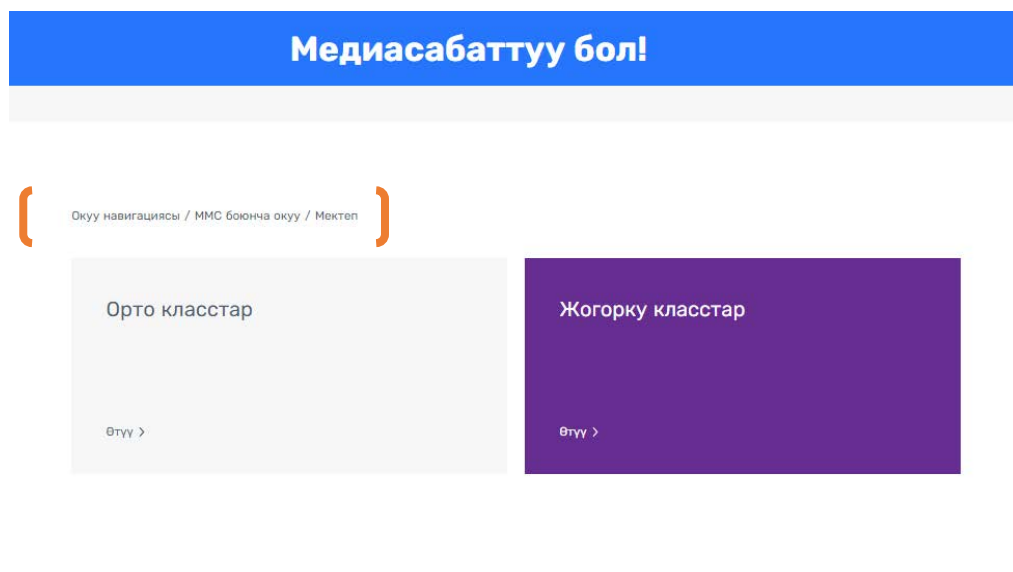 Медиасабаттуу бол!
Окуу навигациясы / ММС боюнча окуу / Мектеп
Орто класстар
Жогорку класстар
Өтүү >
Өтүү >